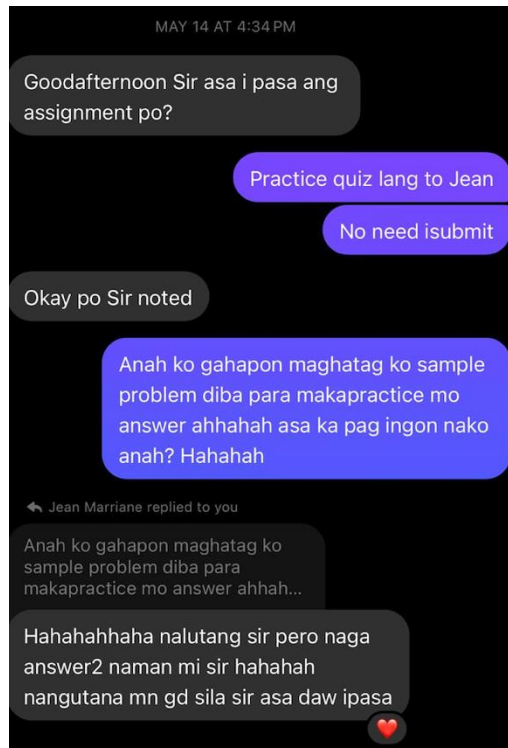 MAY 14 AT 4:34 PM
Goodafternoon Sir asa i pasa ang
assignment po?
Practice quiz lang to Jean
No need isubmit
Okay po Sir noted
Anah ko gahapon maghatag ko sample
problem diba para makapractice mo
answer ahhahah asa ka pag ingon nako
anah? Hahahah
Jean Marriane replied to you
Anah ko gahapon maghatag ko
sample problem diba para
makapractice mo answer ahhah...
Hahahahhaha nalutang sir pero naga
answer2 naman mi sir hahahah
nangutana mn gd sila sir asa daw ipasa